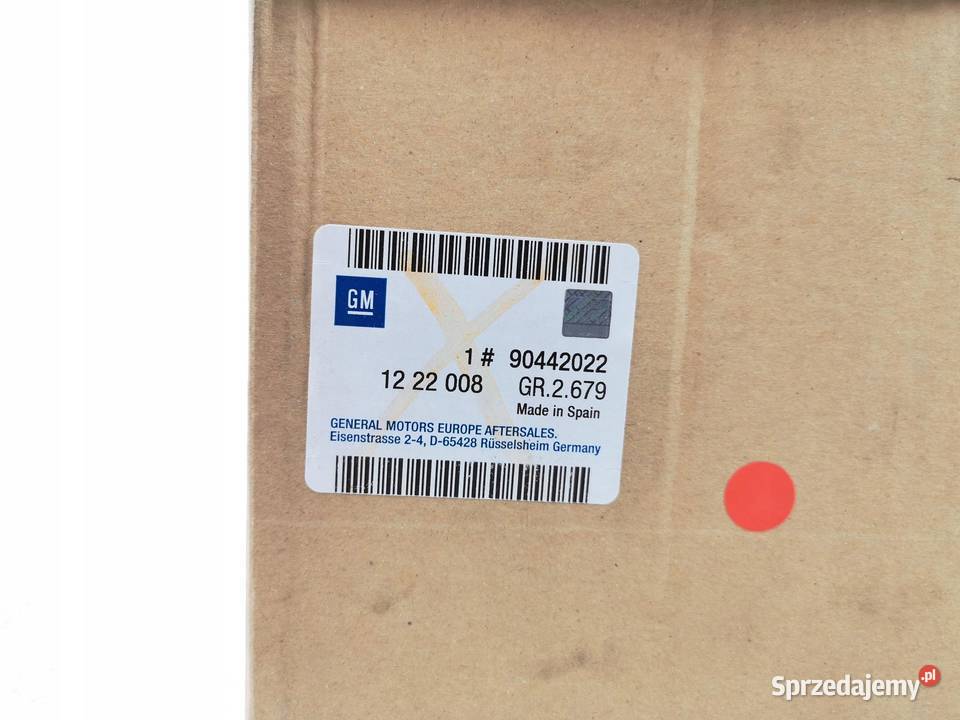 GM
1 # 90442022
12 22 008 GR.2.679
Made in Spain
GENERAL MOTORS EUROPE AFTERSALES.
Eisenstrasse 2-4, D-65428 Rüsselsheim Germany
Sprzedajemy.pl